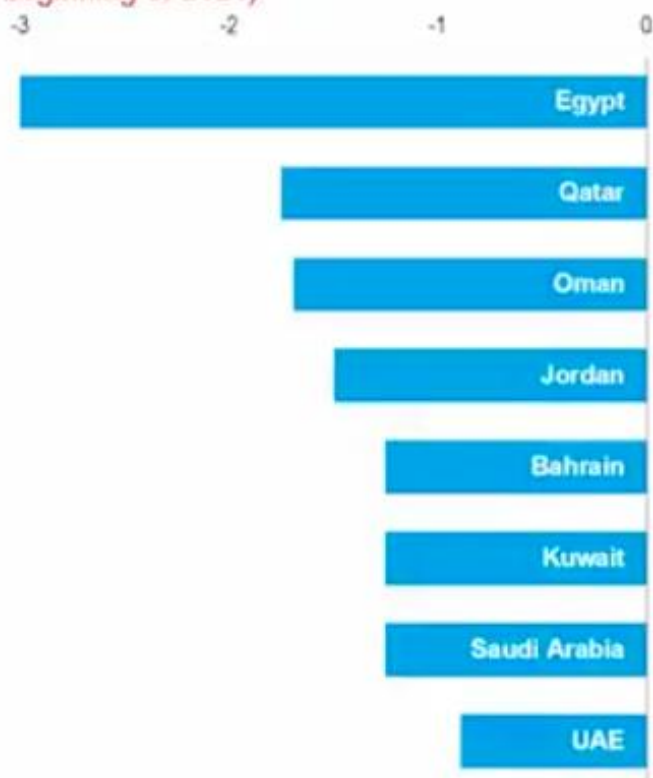 -3 -2 -1 0
Egypt
Qatar
Oman
Jordan
Bahrain
Kuwait
Saudi Arabia
UAE